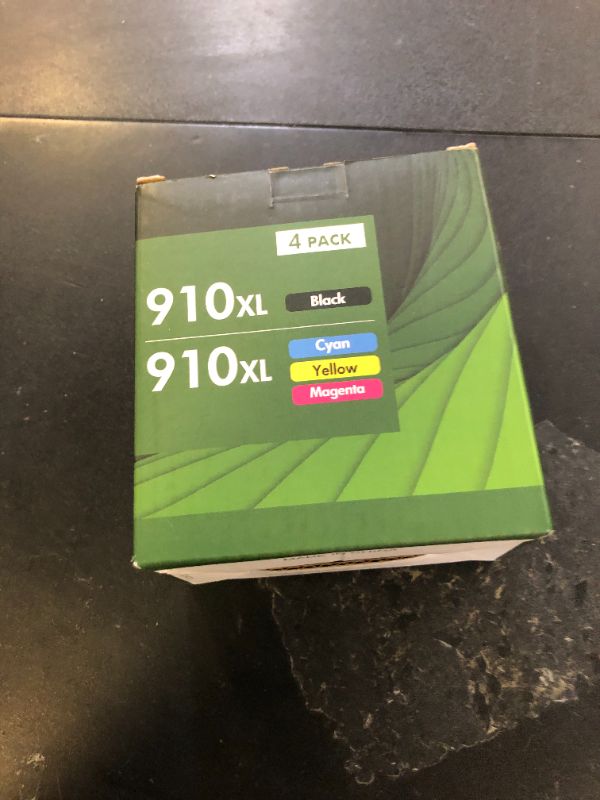 4 PACK
910XL Black
910XL Cyan
Yellow
Magenta